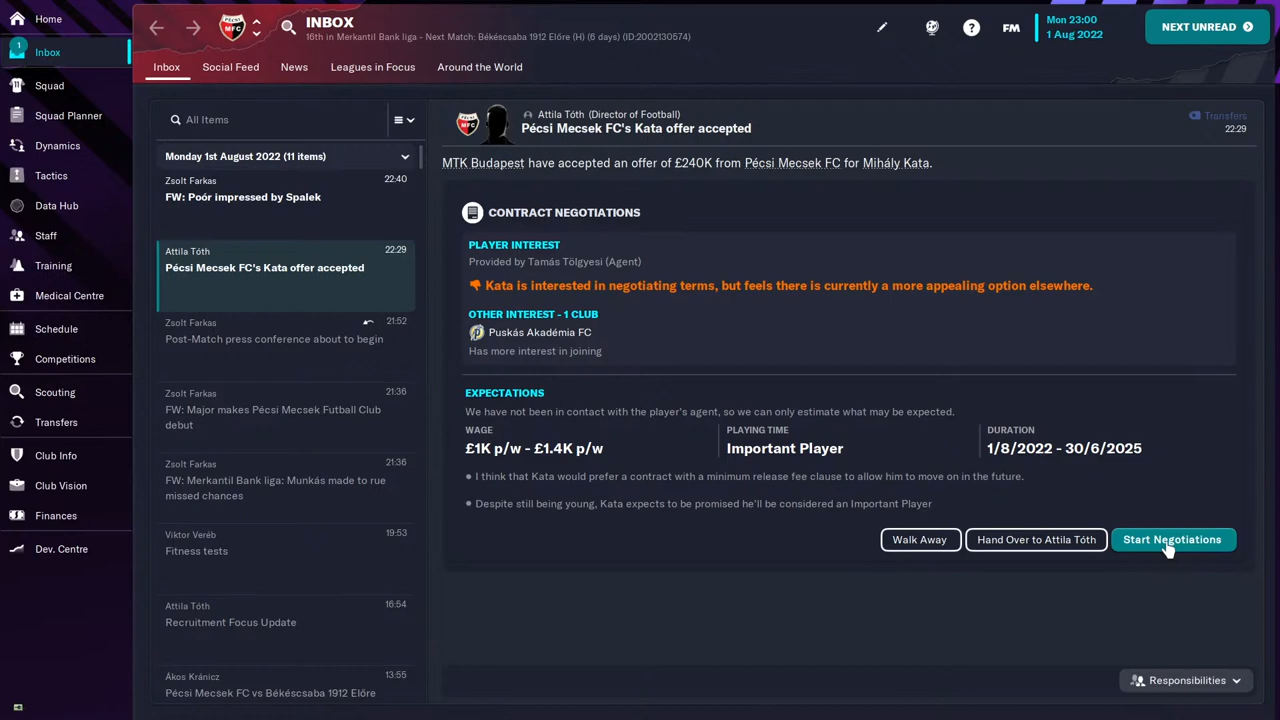 Home
1
Inbox
Squad
Squad Planner
Dynamics
Tactics
Data Hub
Staff
Training
Medical Centre
Schedule
Competitions
Scouting
Transfers
Club Info
Club Vision
Finances
Dev. Centre
INBOX
16th in Merkantil Bank liga - Next Match: Békéscsaba 1912 Előre (H) (6 days) (ID:2002130574)
FM
Mon 23:00
1 Aug 2022
NEXT UNREAD
Inbox
Social Feed
News
Leagues in Focus
Around the World
All Items
Monday 1st August 2022 (11 items)
Zsolt Farkas 22:40
FW: Poór impressed by Spalek
Attila Tóth 22:29
Pécsi Mecsek FC's Kata offer accepted
Zsolt Farkas 21:52
Post-Match press conference about to begin
Zsolt Farkas 21:36
FW: Major makes Pécsi Mecsek Futball Club
debut
Zsolt Farkas 21:36
FW: Merkantil Bank liga: Munkás made to rue
missed chances
Viktor Veréb 19:53
Fitness tests
Attila Tóth 16:54
Recruitment Focus Update
Ákos Kránicz 13:55
Pécsi Mecsek FC vs Békéscsaba 1912 Előre
Attila Tóth (Director of Football)
Pécsi Mecsek FC's Kata offer accepted
Transfers
22:29
MTK Budapest have accepted an offer of £240K from Pécsi Mecsek FC for Mihály Kata.
CONTRACT NEGOTIATIONS
PLAYER INTEREST
Provided by Tamás Tölgyesi (Agent)
Kata is interested in negotiating terms, but feels there is currently a more appealing option elsewhere.
OTHER INTEREST - 1 CLUB
Puskás Akadémia FC
Has more interest in joining
EXPECTATIONS
We have not been in contact with the player's agent, so we can only estimate what may be expected.
WAGE
£1K p/w - £1.4K p/w
PLAYING TIME
Important Player
DURATION
1/8/2022 - 30/6/2025
I think that Kata would prefer a contract with a minimum release fee clause to allow him to move on in the future.
Despite still being young, Kata expects to be promised he'll be considered an Important Player
Walk Away
Hand Over to Attila Tóth
Start Negotiations
Responsibilities